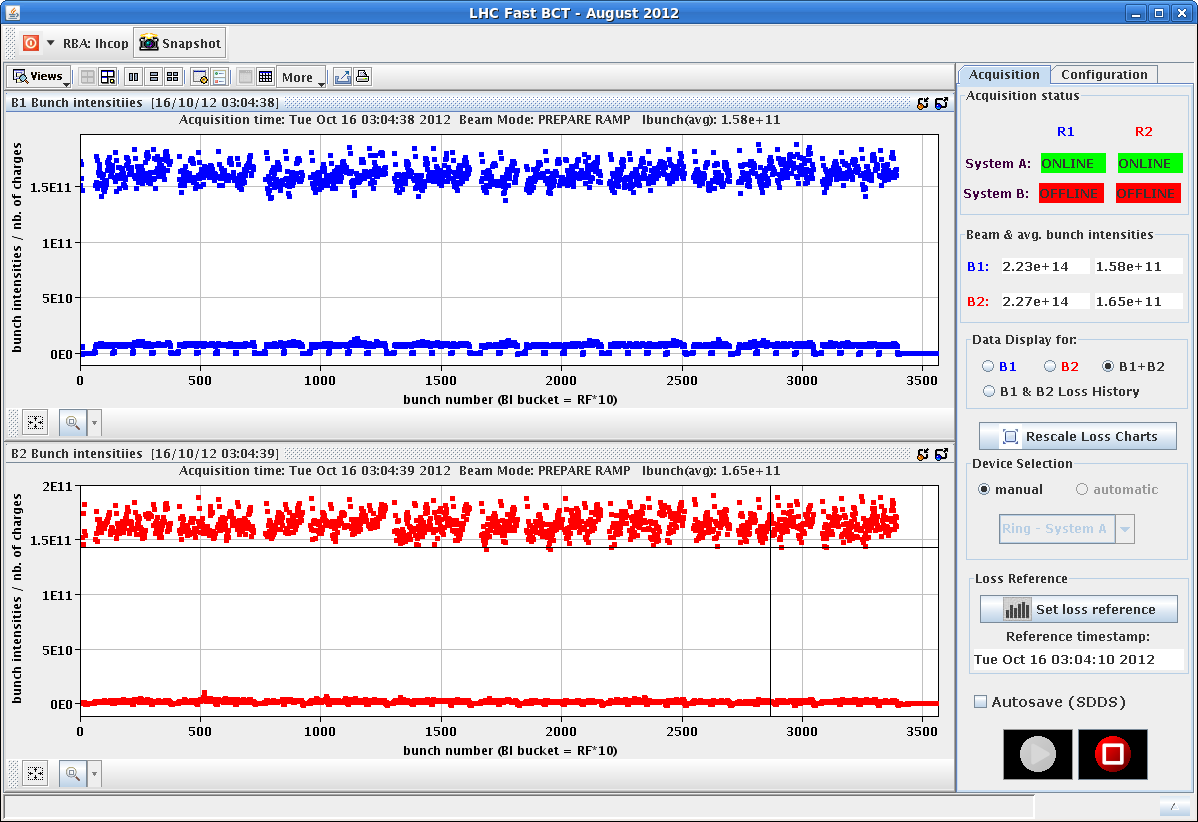 LHC Fast BCT - August 2012
RBA: lhcop Snapshot
Views More
B1 Bunch intensitiies [16/10/12 03:04:38]
Acquisition time: Tue Oct 16 03:04:38 2012 Beam Mode: PREPARE RAMP Ibunch(avg): 1.58e+11
bunch intensities / nb. of charges
1.5E11
1E11
5E10
0E0
0 500 1000 1500 2000 2500 3000 3500
bunch number (BI bucket = RF*10)
B2 Bunch intensitiies [16/10/12 03:04:39]
Acquisition time: Tue Oct 16 03:04:39 2012 Beam Mode: PREPARE RAMP Ibunch(avg): 1.65e+11
bunch intensities / nb. of charges
2E11
1.5E11
1E11
5E10
0E0
0 500 1000 1500 2000 2500 3000 3500
bunch number (BI bucket = RF*10)
Acquisition Configuration
Acquisition status
R1 R2
System A: ONLINE ONLINE
System B: OFFLINE OFFLINE
Beam & avg. bunch intensities
B1: 2.23e+14 1.58e+11
B2: 2.27e+14 1.65e+11
Data Display for:
B1 B2 B1+B2
B1 & B2 Loss History
Rescale Loss Charts
Device Selection
manual automatic
Ring - System A
Loss Reference
Set loss reference
Reference timestamp:
Tue Oct 16 03:04:10 2012
Autosave (SDDS)